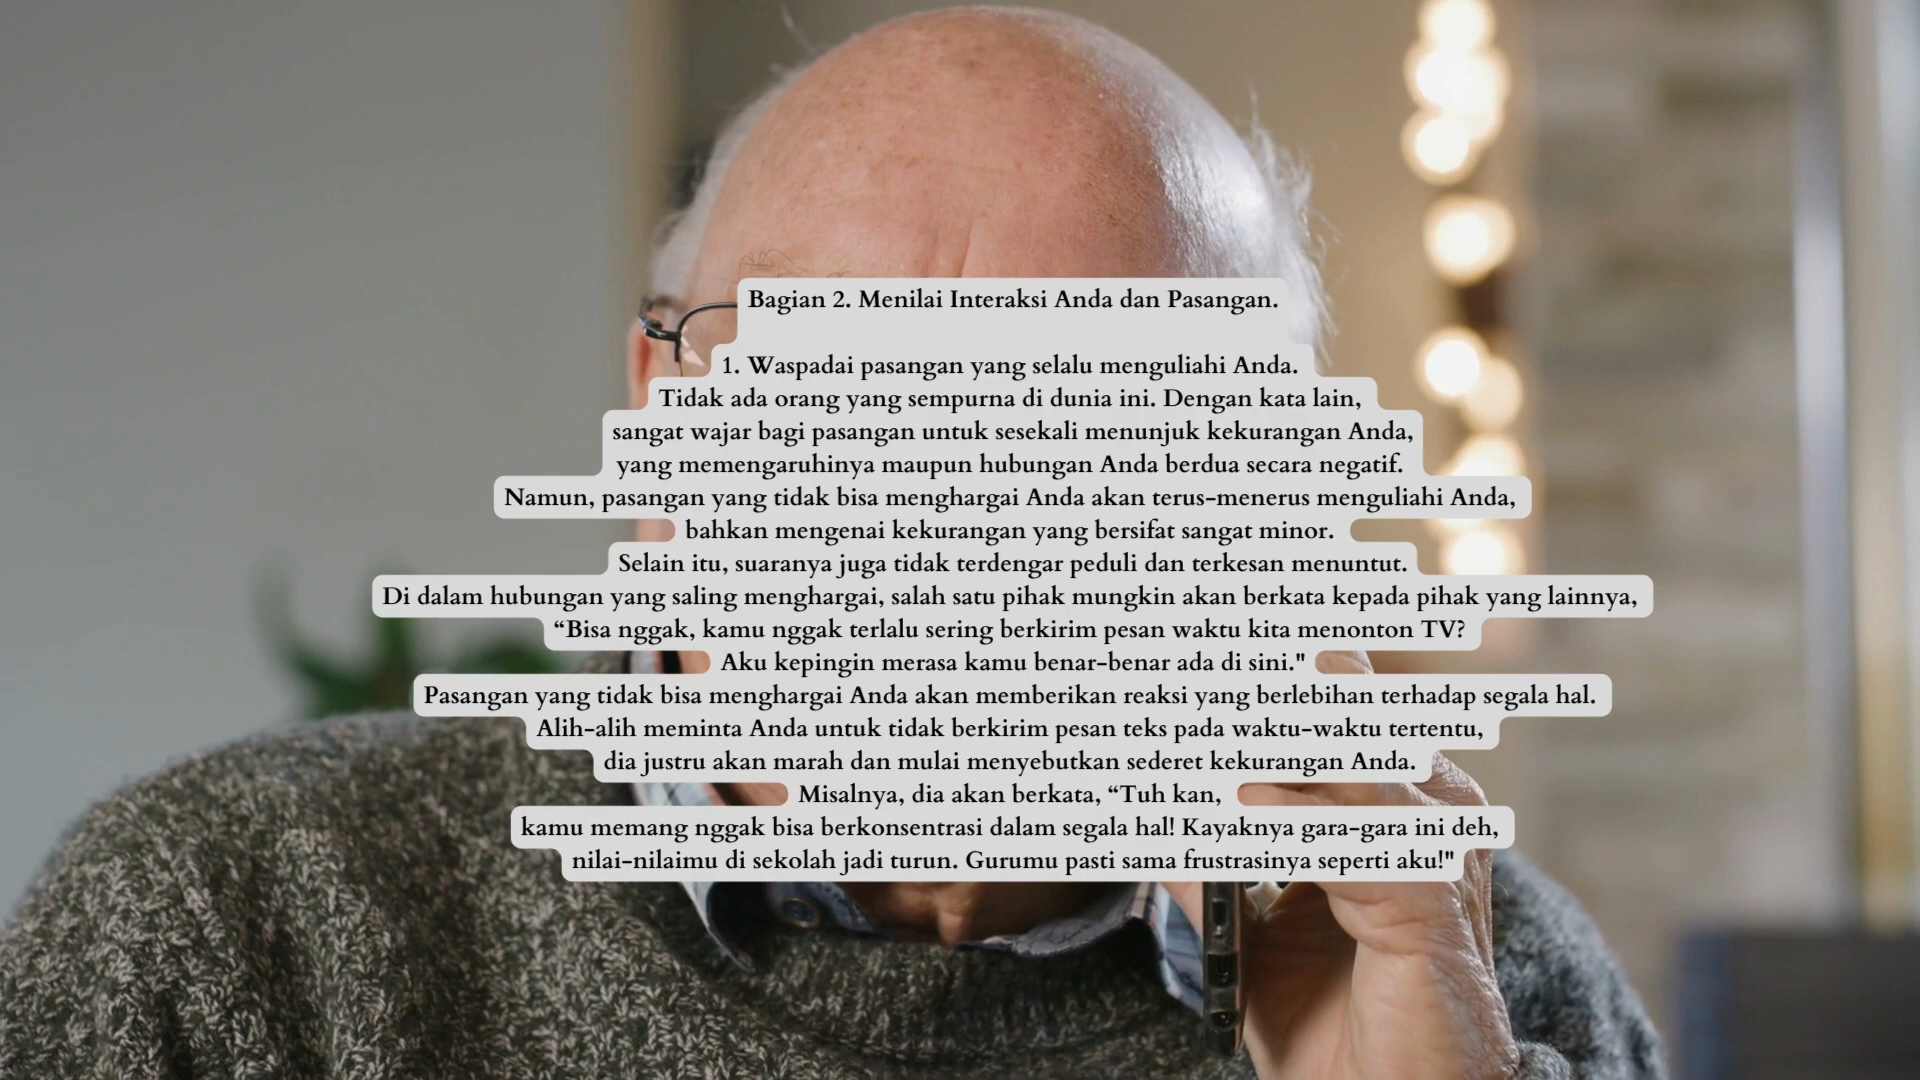 Bagian 2. Menilai Interaksi Anda dan Pasangan.
1. Waspadai pasangan yang selalu menguliahi Anda.
Tidak ada orang yang sempurna di dunia ini. Dengan kata lain,
sangat wajar bagi pasangan untuk sesekali menunjuk kekurangan Anda,
yang memengaruhinya maupun hubungan Anda berdua secara negatif.
Namun, pasangan yang tidak bisa menghargai Anda akan terus-menerus menguliahi Anda,
bahkan mengenai kekurangan yang bersifat sangat minor.
Selain itu, suaranya juga tidak terdengar peduli dan terkesan menuntut.
Di dalam hubungan yang saling menghargai, salah satu pihak mungkin akan berkata kepada pihak yang lainnya,
“Bisa nggak, kamu nggak terlalu sering berkirim pesan waktu kita menonton TV?
Aku kepingin merasa kamu benar-benar ada di sini."
Pasangan yang tidak bisa menghargai Anda akan memberikan reaksi yang berlebihan terhadap segala hal.
Alih-alih meminta Anda untuk tidak berkirim pesan teks pada waktu-waktu tertentu,
dia justru akan marah dan mulai menyebutkan sederet kekurangan Anda.
Misalnya, dia akan berkata, “Tuh kan,
kamu memang nggak bisa berkonsentrasi dalam segala hal! Kayaknya gara-gara ini deh,
nilai-nilaimu di sekolah jadi turun. Gurumu pasti sama frustrasinya seperti aku!"